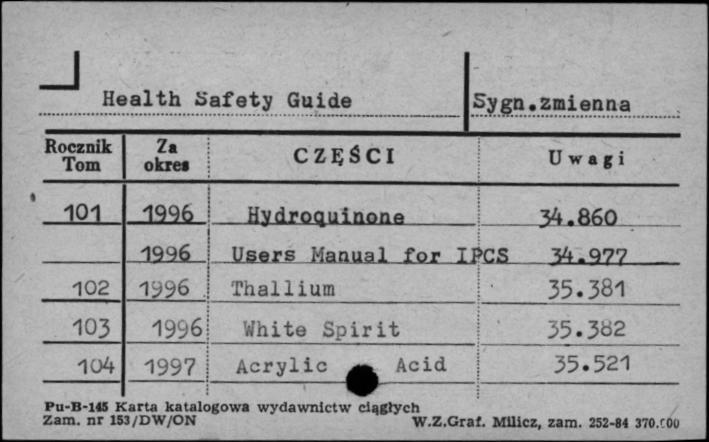 Health Safety Guide Sygn.zmienna
Rocznik Tom Za okres CZĘŚCI Uwagi
101 1996 Hydroquinone 34.860
1996 Users Manual for IPCS 34.977
102 1996 Thallium 35.381
103 1996 White Spirit 35.382
104 1997 Acrylic Acid 35.521
Pu-B-145 Karta katalogowa wydawnictw ciągłych
Zam. nr 153/DW/ON W.Z.Graf. Milicz, zam. 252-84 370.000